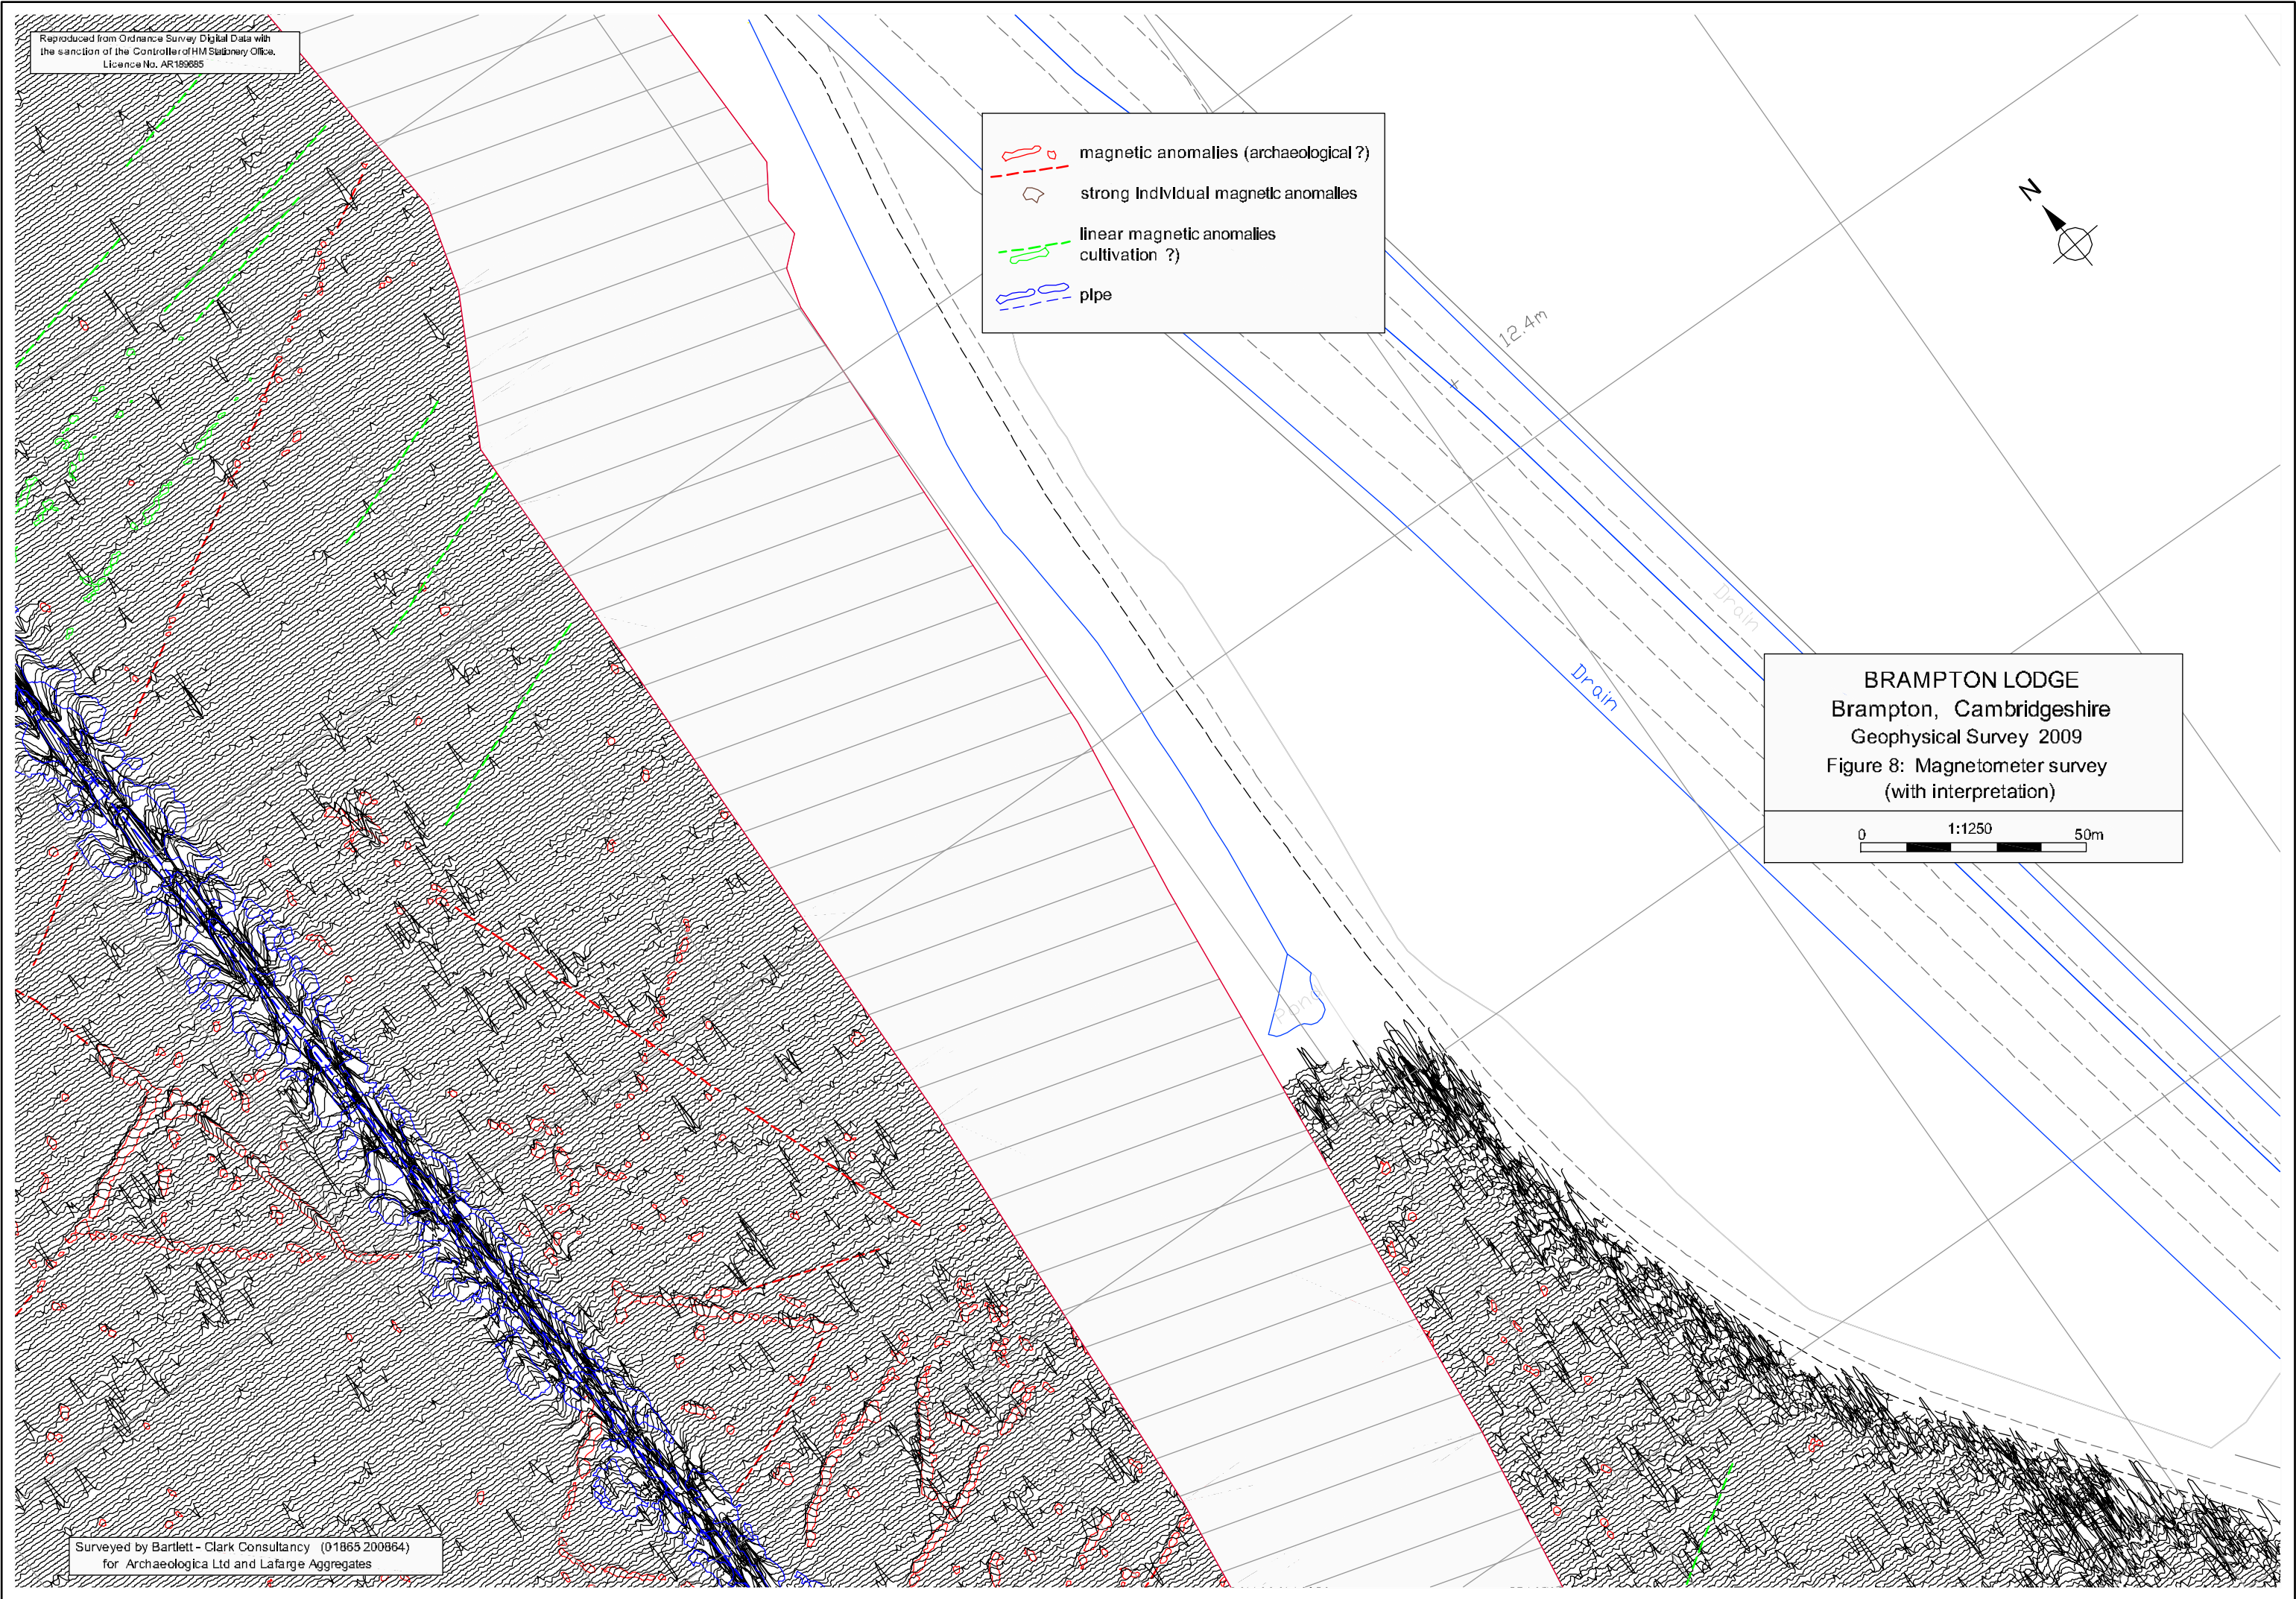 Reproduced from Ordnance Survey Digital Data with
the sanction of the Controller of HM Stationery Office.
Licence No. AR189685
magnetic anomalies (archaeological ?)
strong individual magnetic anomalies
linear magnetic anomalies
cultivation ?)
pipe
N
12.4m
Drain
Drain
BRAMPTON LODGE
Brampton, Cambridgeshire
Geophysical Survey 2009
Figure 8: Magnetometer survey
(with interpretation)
0 1:1250 50m
Pond
Surveyed by Bartlett - Clark Consultancy (01865 200864)
for Archaeologica Ltd and Lafarge Aggregates